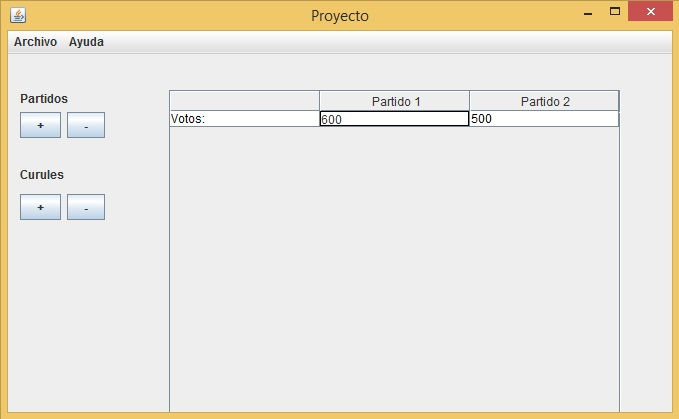 Proyecto
Archivo Ayuda
Partidos
+ -
Curules
+ -
Partido 1 Partido 2
Votos: 600 500